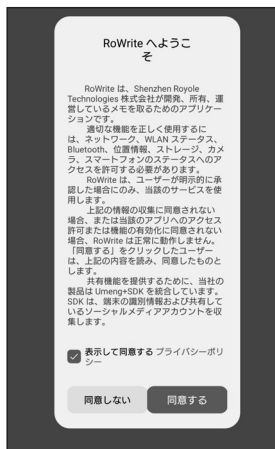 RoWrite へようこ
そ
RoWrite は、Shenzhen Royole
Technologies 株式会社が開発、所有、運
営しているメモを取るためのアプリケー
ションです。
適切な機能を正しく使用するに
は、ネットワーク、WLAN ステータス、
Bluetooth、位置情報、ストレージ、カメ
ラ、スマートフォンのステータスへのア
クセスを許可する必要があります。
RoWrite は、ユーザーが明示的に承
認した場合にのみ、当該のサービスを使
用します。
上記の情報の収集に同意されない
場合、または当該のアプリへのアクセス
許可または機能の有効化に同意されない
場合、RoWrite は正常に動作しません。
「同意する」をクリックしたユーザー
は、上記の内容を読み、同意したものと
します。
共有機能を提供するために、当社の
製品は Umeng+SDK を統合しています。
SDK は、端末の識別情報および共有して
いるソーシャルメディアアカウントを収
集します。
表示して同意する プライバシーポリ
シー
同意しない
同意する